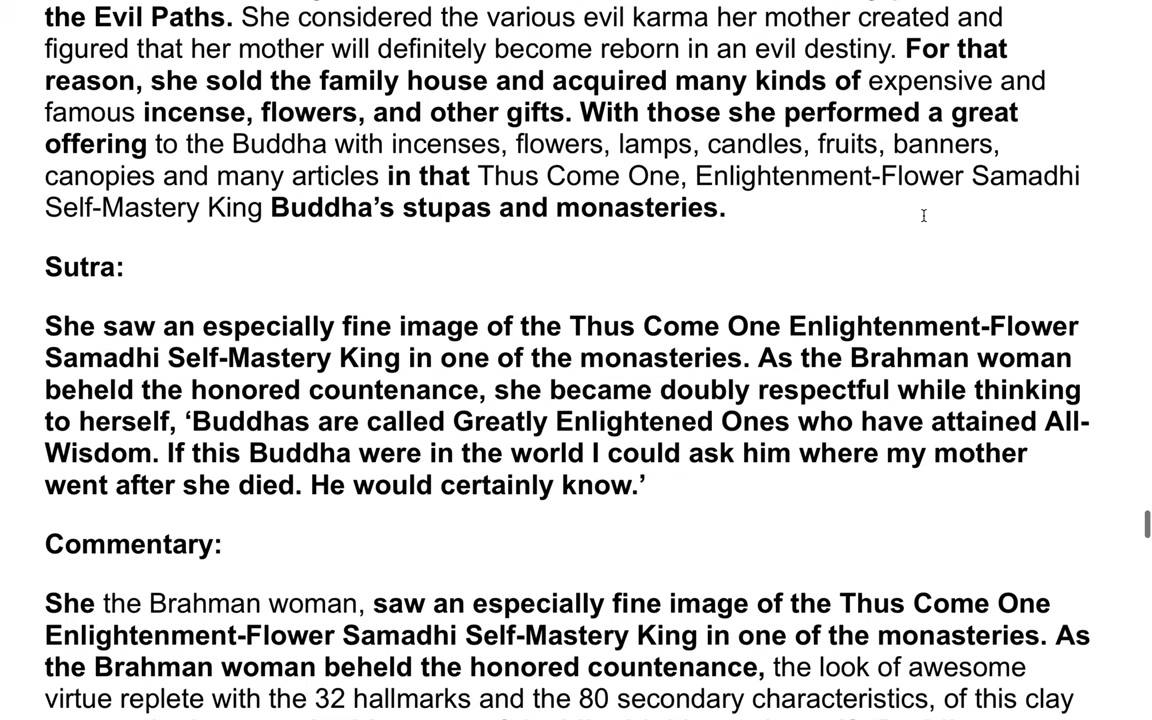 the Evil Paths. She considered the various evil karma her mother created and
figured that her mother will definitely become reborn in an evil destiny. For that
reason, she sold the family house and acquired many kinds of expensive and
famous incense, flowers, and other gifts. With those she performed a great
offering to the Buddha with incenses, flowers, lamps, candles, fruits, banners,
canopies and many articles in that Thus Come One, Enlightenment-Flower Samadhi
Self-Mastery King Buddha’s stupas and monasteries.
Sutra:
She saw an especially fine image of the Thus Come One Enlightenment-Flower
Samadhi Self-Mastery King in one of the monasteries. As the Brahman woman
beheld the honored countenance, she became doubly respectful while thinking
to herself, ‘Buddhas are called Greatly Enlightened Ones who have attained All-
Wisdom. If this Buddha were in the world I could ask him where my mother
went after she died. He would certainly know.’
Commentary:
She the Brahman woman, saw an especially fine image of the Thus Come One
Enlightenment-Flower Samadhi Self-Mastery King in one of the monasteries. As
the Brahman woman beheld the honored countenance, the look of awesome
virtue replete with the 32 hallmarks and the 80 secondary characteristics, of this clay